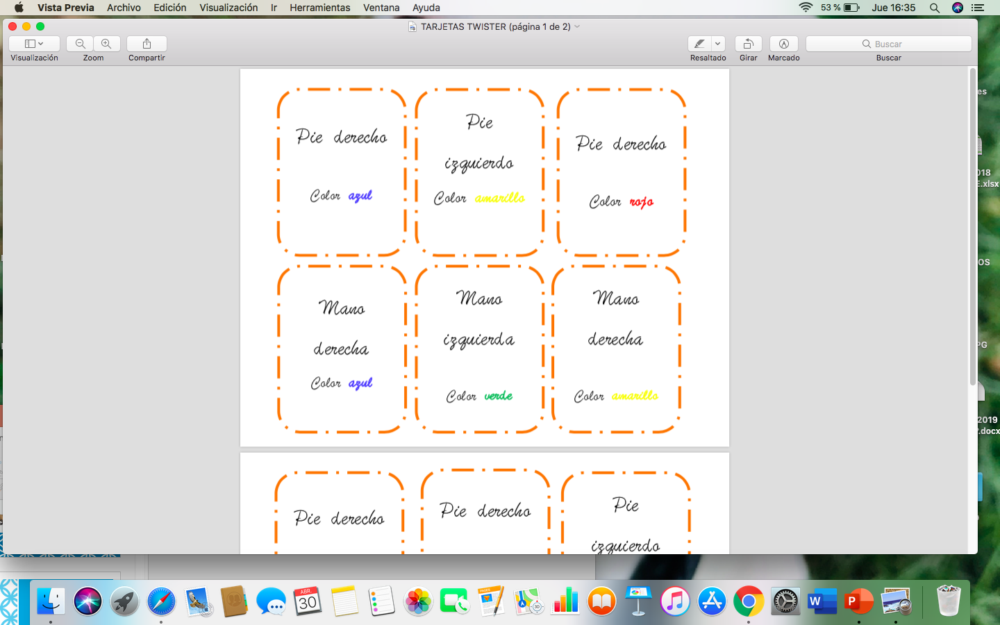 Vista Previa Archivo Edición Visualización Ir Herramientas Ventana Ayuda 53 % Jue 16:35
TARJETAS TWISTER (página 1 de 2)
Buscar
Visualización Zoom Compartir Resaltado Girar Marcado Buscar
Pie derecho
Color azul
Pie
izquierdo
Color amarillo
Pie derecho
Color rojo
Mano
derecha
Color azul
Mano
izquierda
Color verde
Mano
derecha
Color amarillo
Pie derecho
Pie derecho
Pie
izquierdo
es
018
E.xlsx
OS
PG
2019
.docx
ABR
30
PAGES
3D
W
P